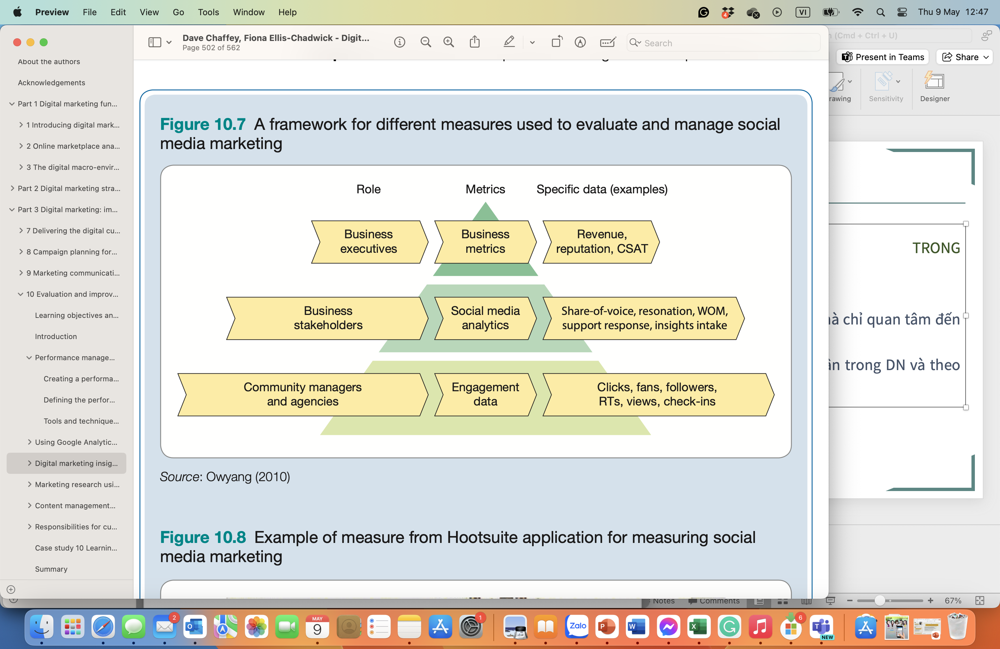 Preview File Edit View Go Tools Window Help
4
VI
Thu 9 May 12:47
Dave Chaffey, Fiona Ellis-Chadwick - Digit...
Page 502 of 562
Search
(Cmd + Ctrl + U)
Present in Teams
Share
rawing
Sensitivity
Designer
About the authors
Acknowledgements
Part 1 Digital marketing fun...
1 Introducing digital mark...
2 Online marketplace ana...
3 The digital macro-envir...
Part 2 Digital marketing stra...
Part 3 Digital marketing: im...
7 Delivering the digital cu...
8 Campaign planning for...
9 Marketing communicati...
10 Evaluation and improv...
Learning objectives an...
Introduction
Performance manage...
Creating a performa...
Defining the perfor...
Tools and technique...
Using Google Analytic...
Digital marketing insig...
Marketing research usi...
Content management...
Responsibilities for cu...
Case study 10 Learnin...
Summary
Figure 10.7 A framework for different measures used to evaluate and manage social
media marketing
Role Metrics Specific data (examples)
Business
executives
Business
metrics
Revenue,
reputation, CSAT
Business
stakeholders
Social media
analytics
Share-of-voice, resonation, WOM,
support response, insights intake
Community managers
and agencies
Engagement
data
Clicks, fans, followers,
RTs, views, check-ins
Source: Owyang (2010)
Figure 10.8 Example of measure from Hootsuite application for measuring social
media marketing
TRONG
chỉ quan tâm đến
trong DN và theo
Notes
Comments
67%
2
MAY
9
1
Zalo
6
NEW